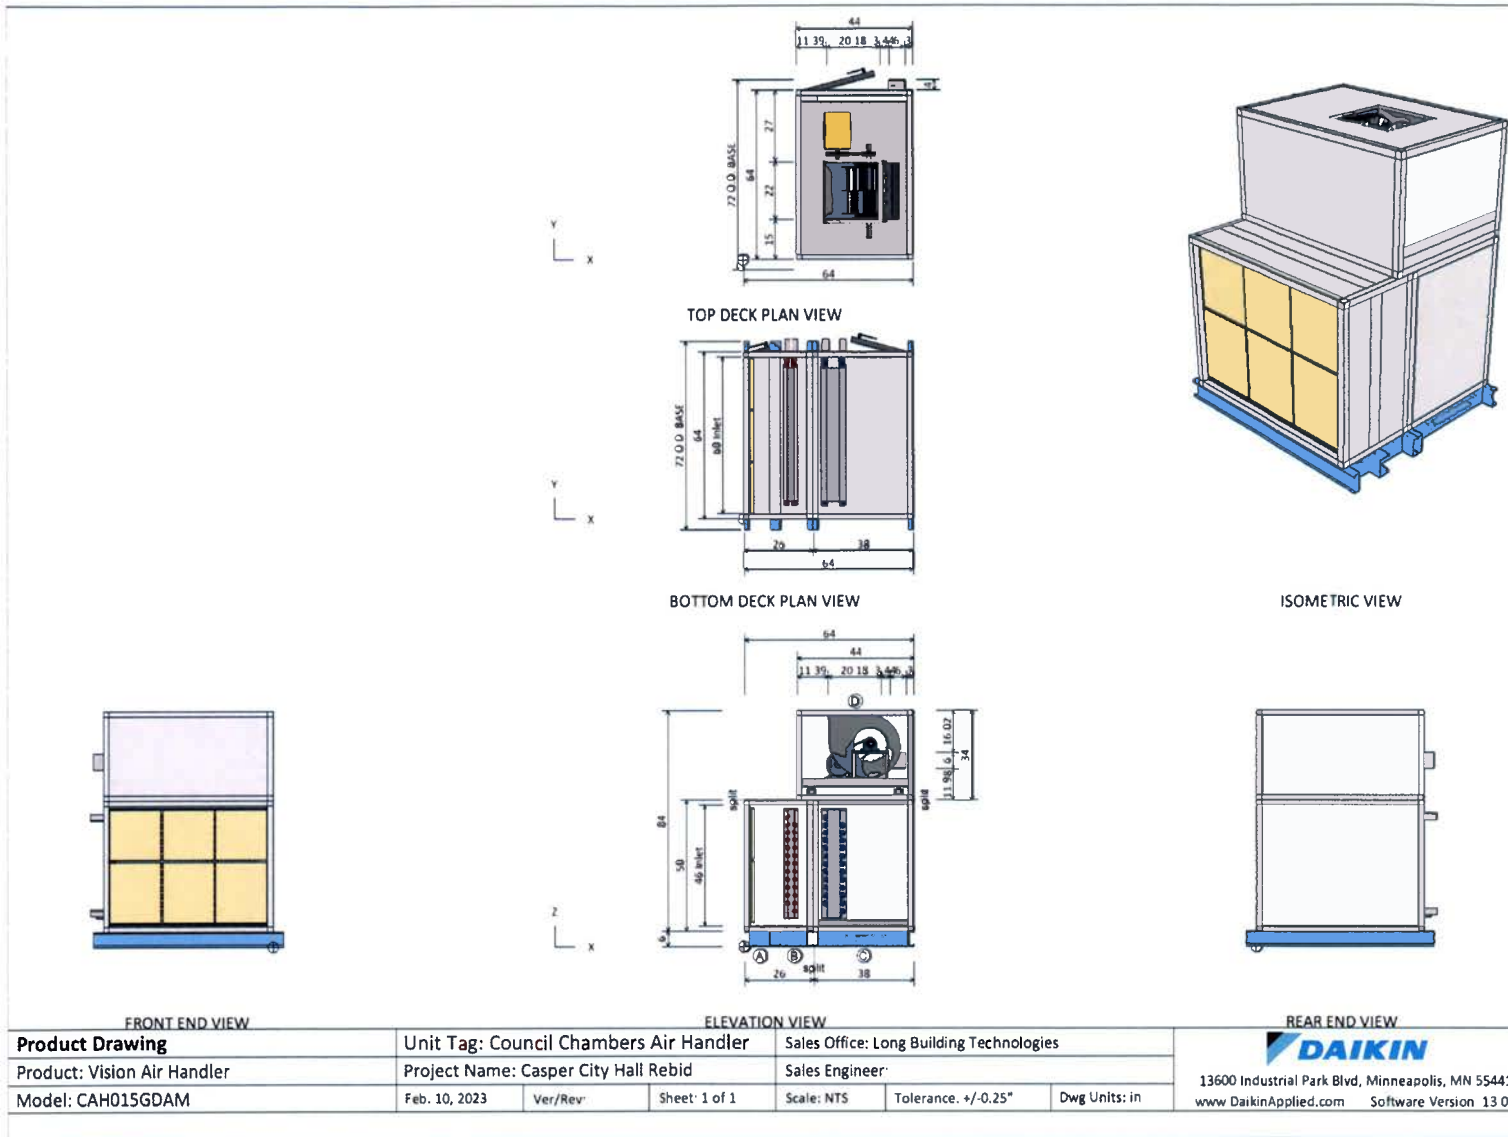 44
11 39 20 18 3 446 3
4
27
22
15
64
72 O.D. BASE
64
Y
X
TOP DECK PLAN VIEW
72 O.D. BASE
64
60 Inlet
Y
X
26 38
64
BOTTOM DECK PLAN VIEW
ISOMETRIC VIEW
64
44
11 39 20 18 3 446 3
D
16.02
6
11.98
34
split
split
84
50
46 Inlet
6
Z
X
A B C
split
26 38
FRONT END VIEW
ELEVATION VIEW
REAR END VIEW
Product Drawing
Unit Tag: Council Chambers Air Handler
Sales Office: Long Building Technologies
Product: Vision Air Handler
Project Name: Casper City Hall Rebid
Sales Engineer:
Model: CAH015GDAM
Feb. 10, 2023
Ver/Rev:
Sheet: 1 of 1
Scale: NTS
Tolerance. +/-0.25"
Dwg Units: in
DAIKIN
13600 Industrial Park Blvd, Minneapolis, MN 55441
www DaikinApplied.com Software Version 13 0